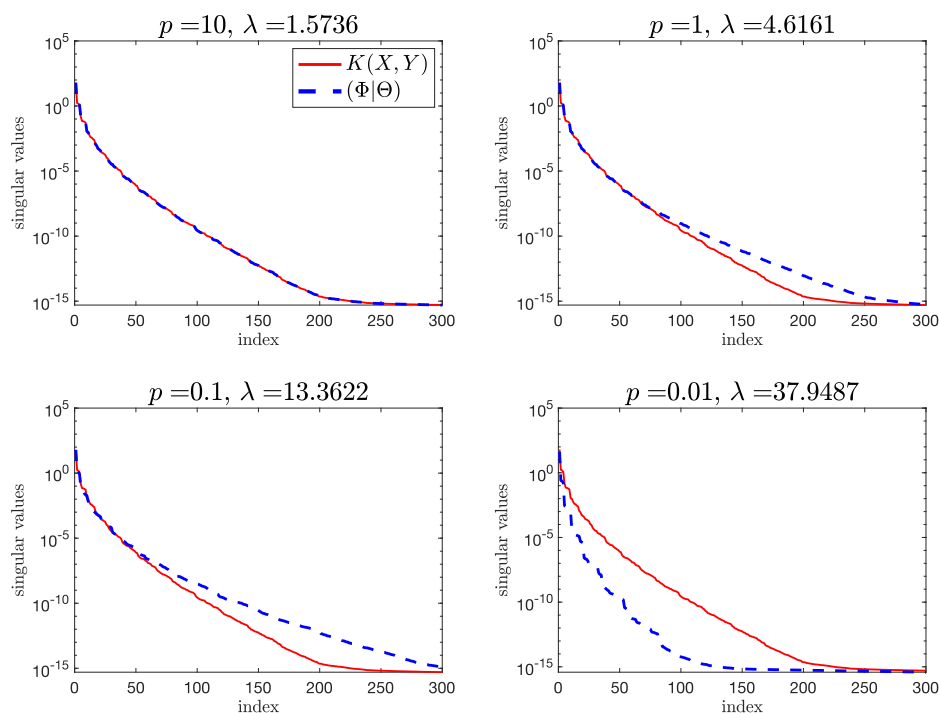 p =10, λ =1.5736
10^5
10^0
10^-5
10^-10
10^-15
singular values
0 50 100 150 200 250 300
index
K(X, Y)
(Φ|Θ)
p =1, λ =4.6161
10^5
10^0
10^-5
10^-10
10^-15
singular values
0 50 100 150 200 250 300
index
p =0.1, λ =13.3622
10^5
10^0
10^-5
10^-10
10^-15
singular values
0 50 100 150 200 250 300
index
p =0.01, λ =37.9487
10^5
10^0
10^-5
10^-10
10^-15
singular values
0 50 100 150 200 250 300
index